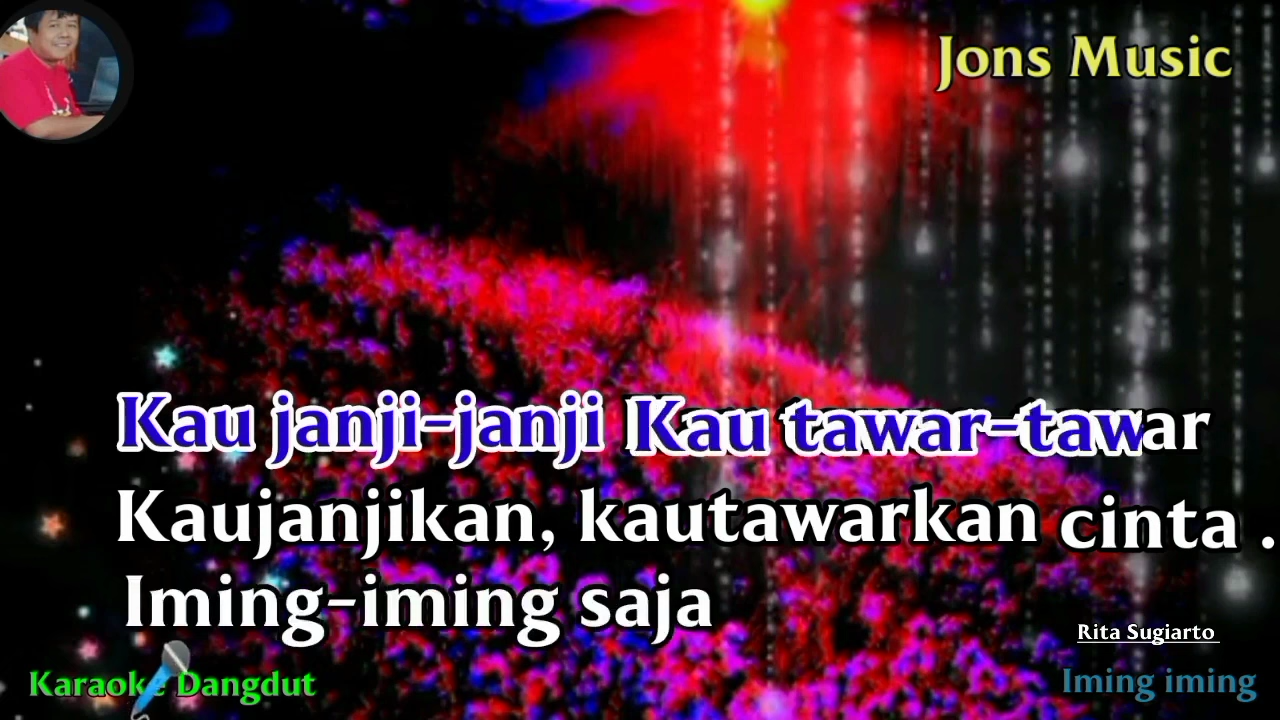 Jons Music
Kau janji-janji Kau tawar-tawar
Kaujanjikan, kautawarkan cinta .
Iming-iming saja
Rita Sugiarto
Karaoke Dangdut
Iming iming